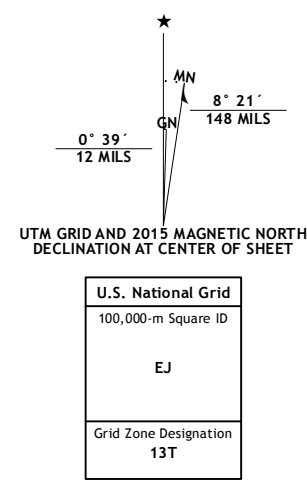 ★
MN
GN
8° 21´
148 MILS
0° 39´
12 MILS
UTM GRID AND 2015 MAGNETIC NORTH
DECLINATION AT CENTER OF SHEET
U.S. National Grid
100,000-m Square ID
EJ
Grid Zone Designation
13T